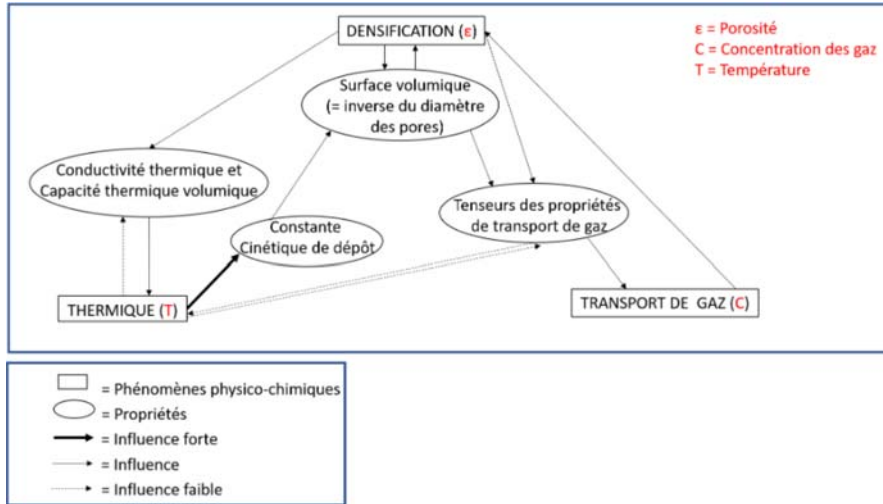 DENSIFICATION (ε)
ε = Porosité
C = Concentration des gaz
T = Température
Surface volumique
(= inverse du diamètre
des pores)
Conductivité thermique et
Capacité thermique volumique
Tenseurs des propriétés
de transport de gaz
Constante
Cinétique de dépôt
THERMIQUE (T)
TRANSPORT DE GAZ (C)
= Phénomènes physico-chimiques
= Propriétés
= Influence forte
= Influence
= Influence faible